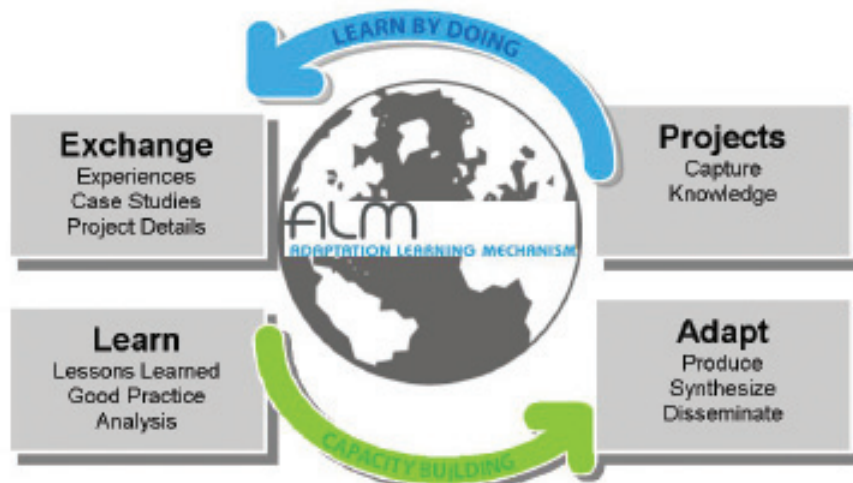 LEARN BY DOING
Exchange
Experiences
Case Studies
Project Details
Projects
Capture
Knowledge
ALM
ADAPTATION LEARNING MECHANISM
Learn
Lessons Learned
Good Practice
Analysis
Adapt
Produce
Synthesize
Disseminate
CAPACITY BUILDING